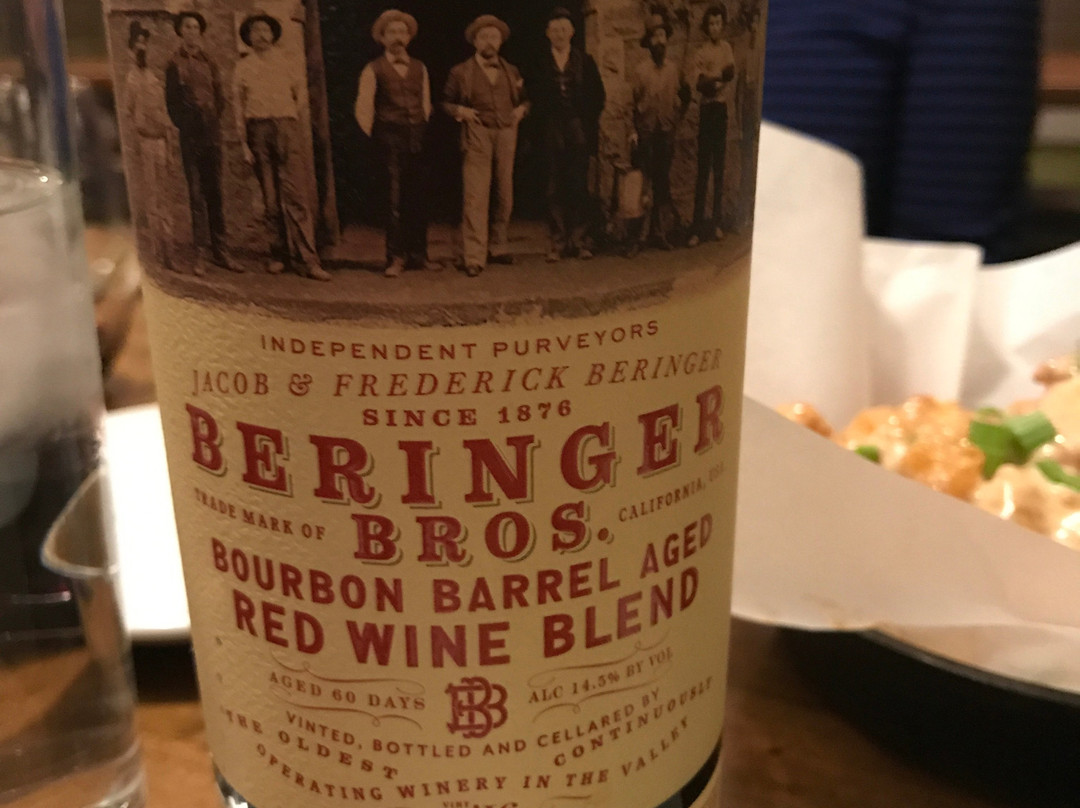 INDEPENDENT PURVEYORS
JACOB & FREDERICK BERINGER
SINCE 1876
BERINGER
TRADE MARK OF BROS. CALIFORNIA, USA
BOURBON BARREL AGED
RED WINE BLEND
AGED 60 DAYS BB ALC 14.5% BY VOL
VINTED, BOTTLED AND CELLARED BY
THE OLDEST CONTINUOUSLY
OPERATING WINERY IN THE VALLEY